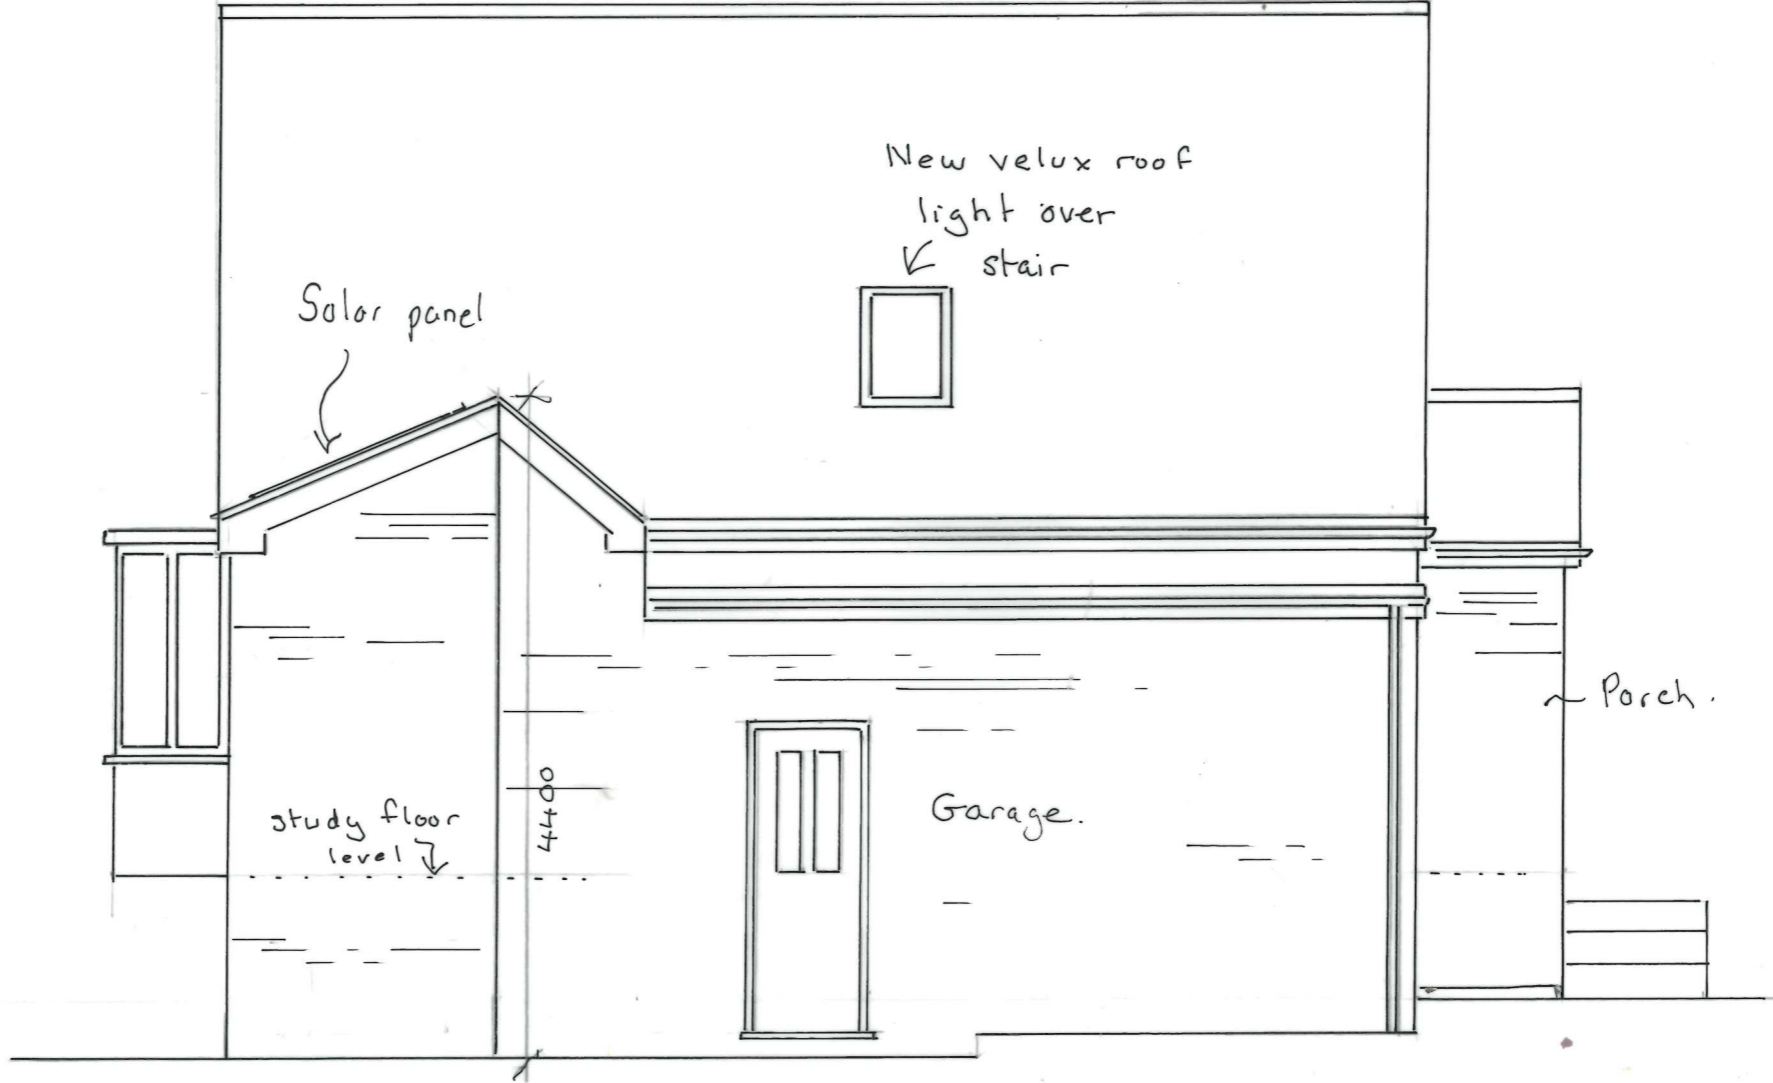 New velux roof
light over
stair
Solar panel
Porch.
study floor
level
4400
Garage.